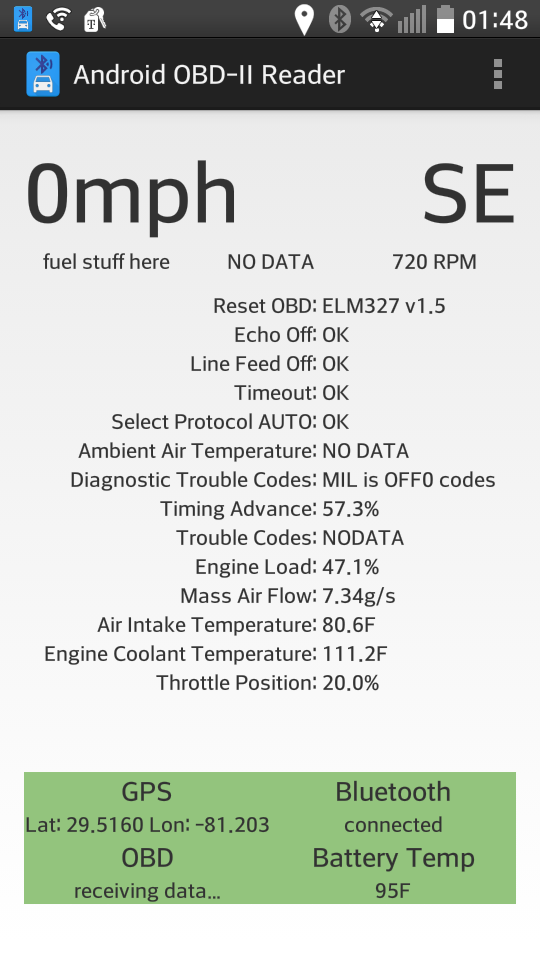 01:48
Android OBD-II Reader
0mph SE
fuel stuff here NO DATA 720 RPM
Reset OBD: ELM327 v1.5
Echo Off: OK
Line Feed Off: OK
Timeout: OK
Select Protocol AUTO: OK
Ambient Air Temperature: NO DATA
Diagnostic Trouble Codes: MIL is OFF0 codes
Timing Advance: 57.3%
Trouble Codes: NODATA
Engine Load: 47.1%
Mass Air Flow: 7.34g/s
Air Intake Temperature: 80.6F
Engine Coolant Temperature: 111.2F
Throttle Position: 20.0%
GPS Bluetooth
Lat: 29.5160 Lon: -81.203 connected
OBD Battery Temp
receiving data... 95F